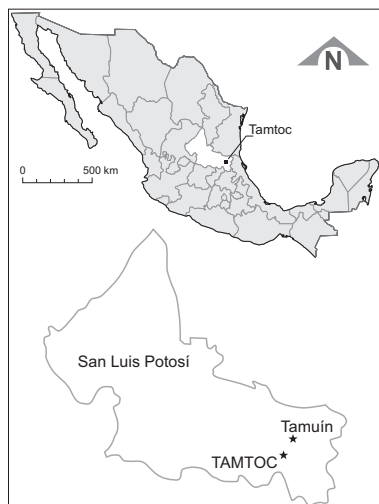 N
Tamtoc
0 500 km
San Luis Potosí
Tamuín
TAMTOC